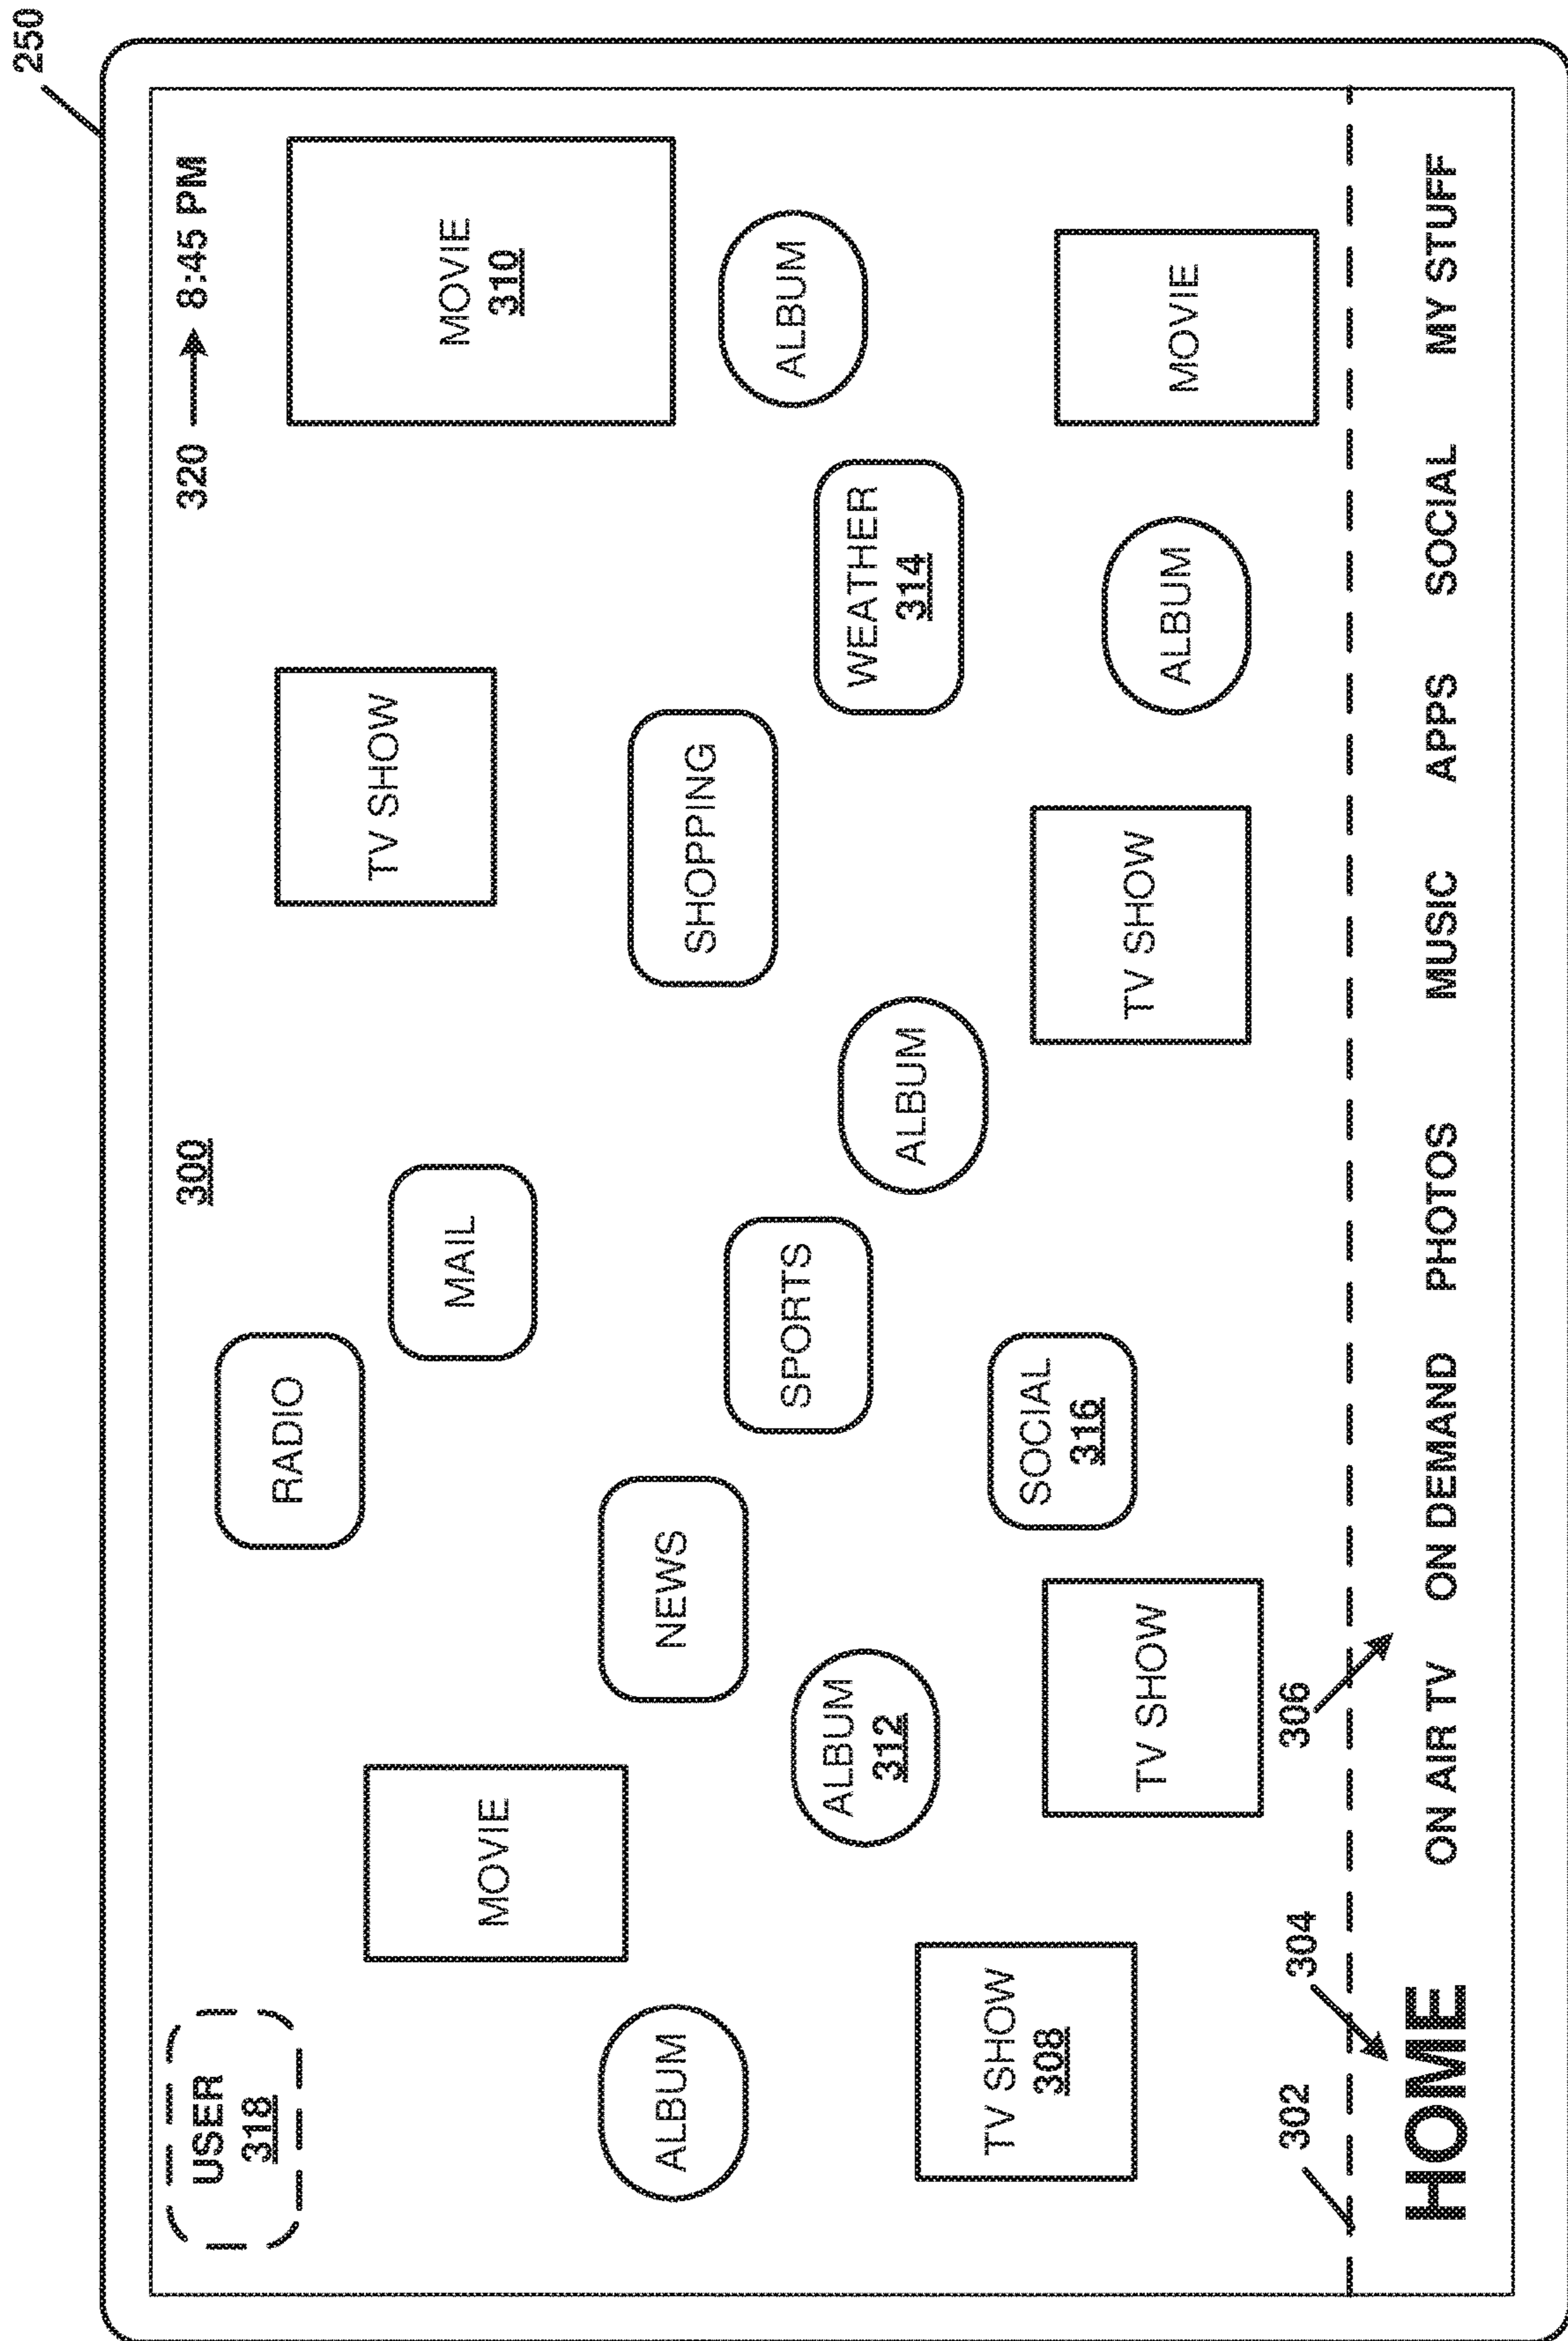 250
USER
318
300
320
8:45 PM
RADIO
TV SHOW
MOVIE
310
MAIL
MOVIE
ALBUM
NEWS
SHOPPING
SPORTS
ALBUM
ALBUM
312
ALBUM
WEATHER
314
TV SHOW
308
SOCIAL
316
TV SHOW
TV SHOW
ALBUM
MOVIE
302
304
306
HOME
ON AIR TV
ON DEMAND
PHOTOS
MUSIC
APPS
SOCIAL
MY STUFF